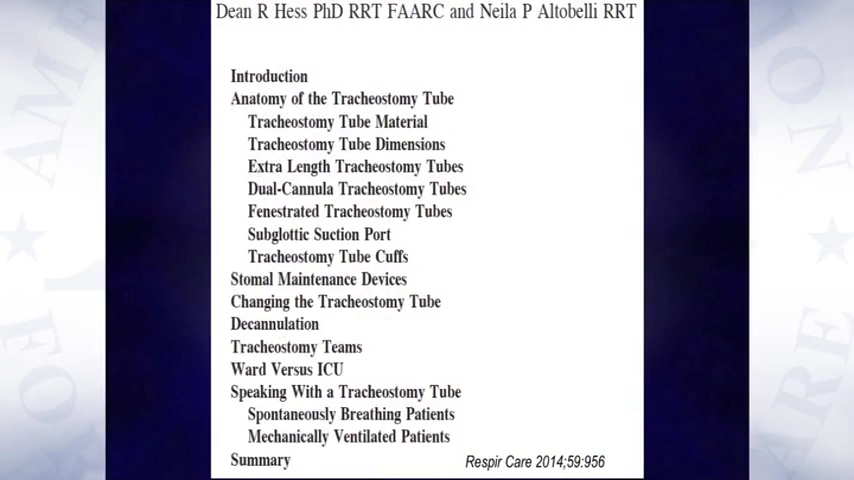 Dean R Hess PhD RRT FAARC and Neila P Altobelli RRT
Introduction
Anatomy of the Tracheostomy Tube
Tracheostomy Tube Material
Tracheostomy Tube Dimensions
Extra Length Tracheostomy Tubes
Dual-Cannula Tracheostomy Tubes
Fenestrated Tracheostomy Tubes
Subglottic Suction Port
Tracheostomy Tube Cuffs
Stomal Maintenance Devices
Changing the Tracheostomy Tube
Decannulation
Tracheostomy Teams
Ward Versus ICU
Speaking With a Tracheostomy Tube
Spontaneously Breathing Patients
Mechanically Ventilated Patients
Summary
Respir Care 2014;59:956